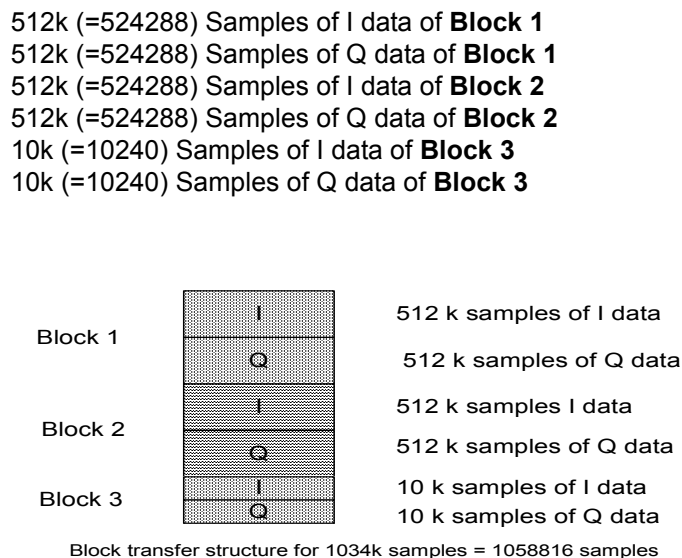 512k (=524288) Samples of I data of Block 1
512k (=524288) Samples of Q data of Block 1
512k (=524288) Samples of I data of Block 2
512k (=524288) Samples of Q data of Block 2
10k (=10240) Samples of I data of Block 3
10k (=10240) Samples of Q data of Block 3
I 512 k samples of I data
Block 1
Q 512 k samples of Q data
I 512 k samples I data
Block 2
Q 512 k samples of Q data
I 10 k samples of I data
Block 3
Q 10 k samples of Q data
Block transfer structure for 1034k samples = 1058816 samples